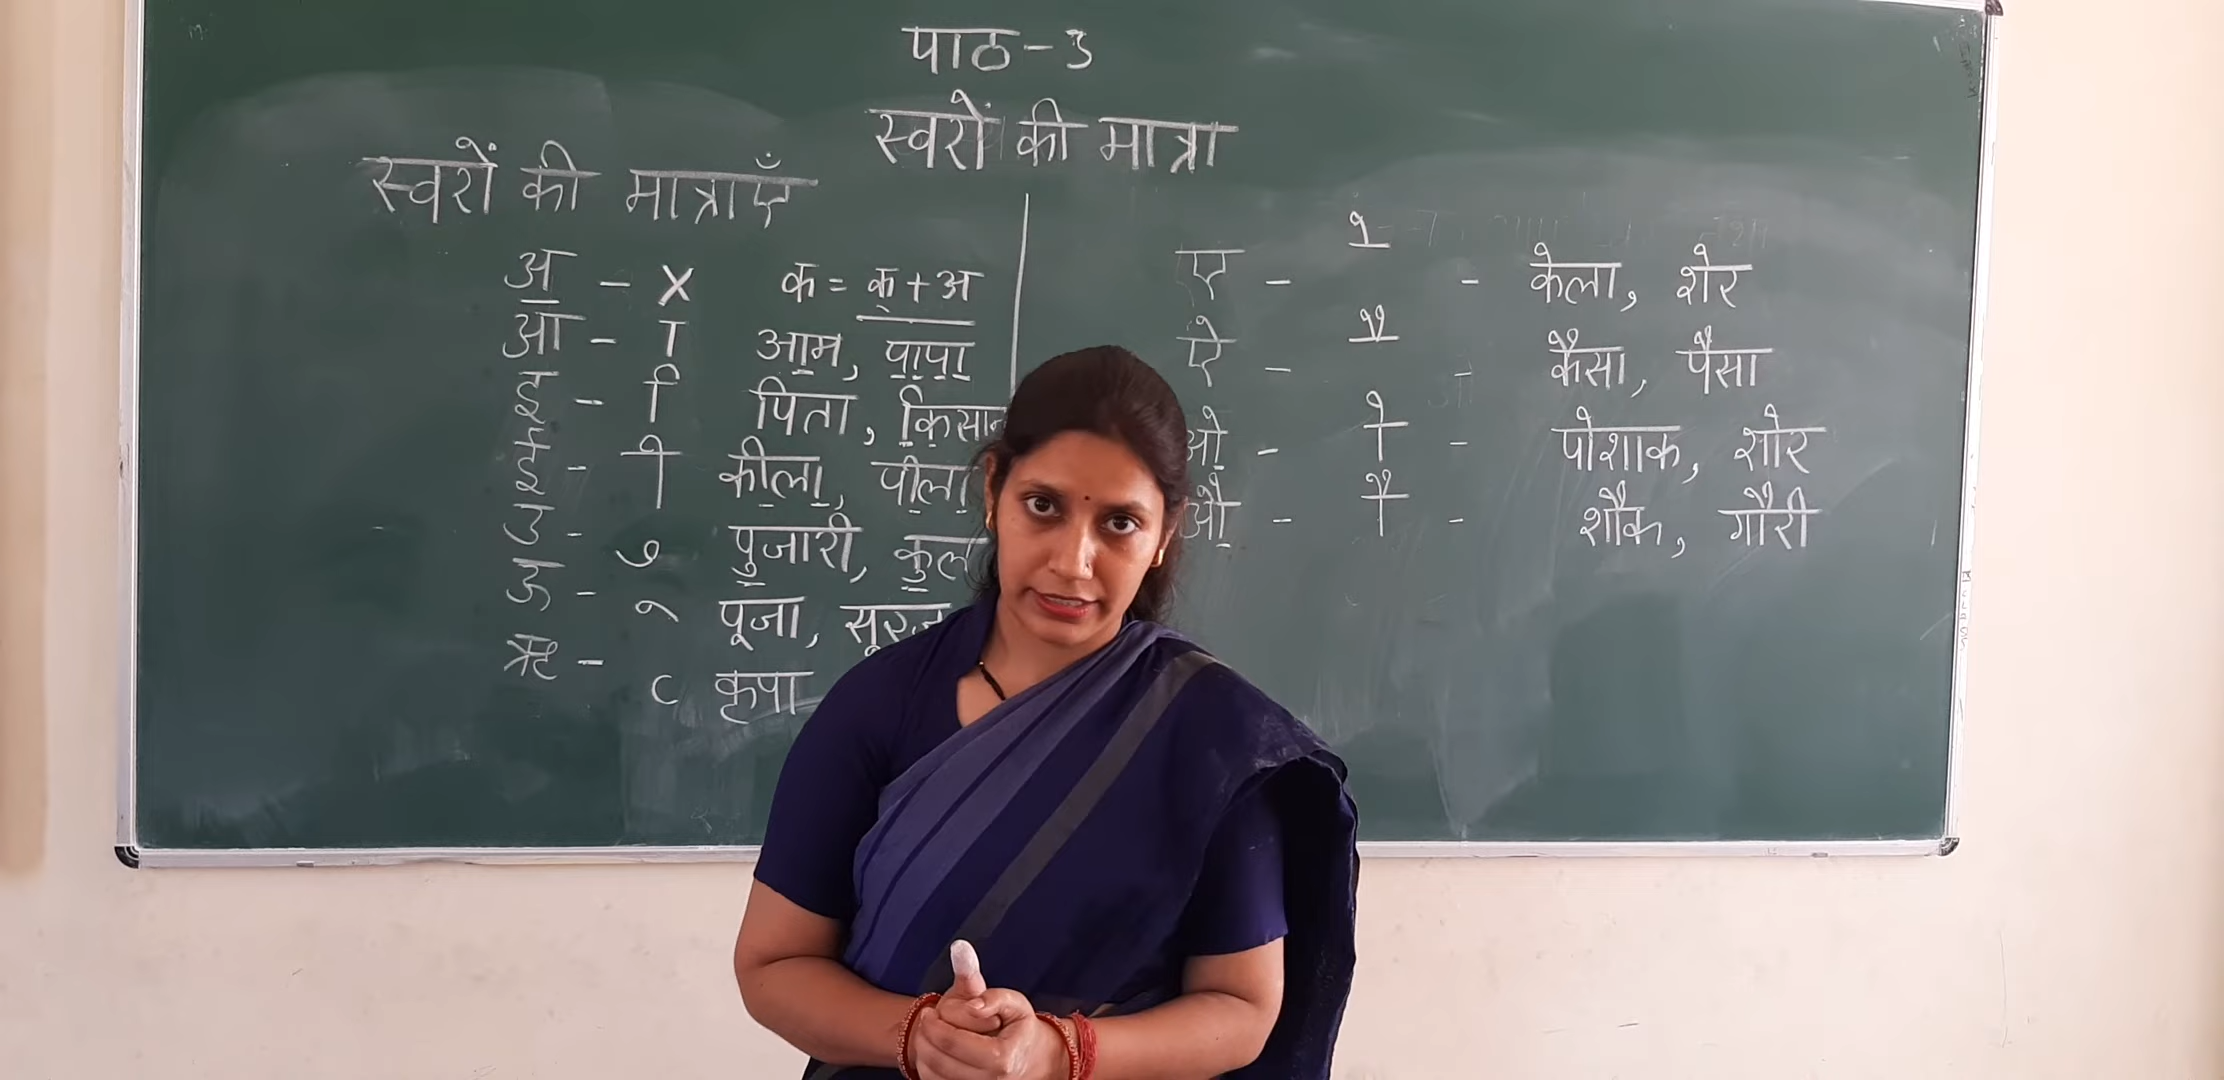 पाठ-3
स्वरों की मात्रा
स्वरों की मात्राएँ
अ - × क = क्+अ
आ - ा आम, पापा
इ - ि पिता, किसान
ई - ी कीला, पीला
उ - ु पुजारी,
ऊ - ू पूजा, सूरज
ऋ - ृ कृपा
ए - े - केला, शेर
ऐ - ै - कैसा, पैसा
ओ - ो - पोशाक, शोर
औ - ौ - शौक, गौरी